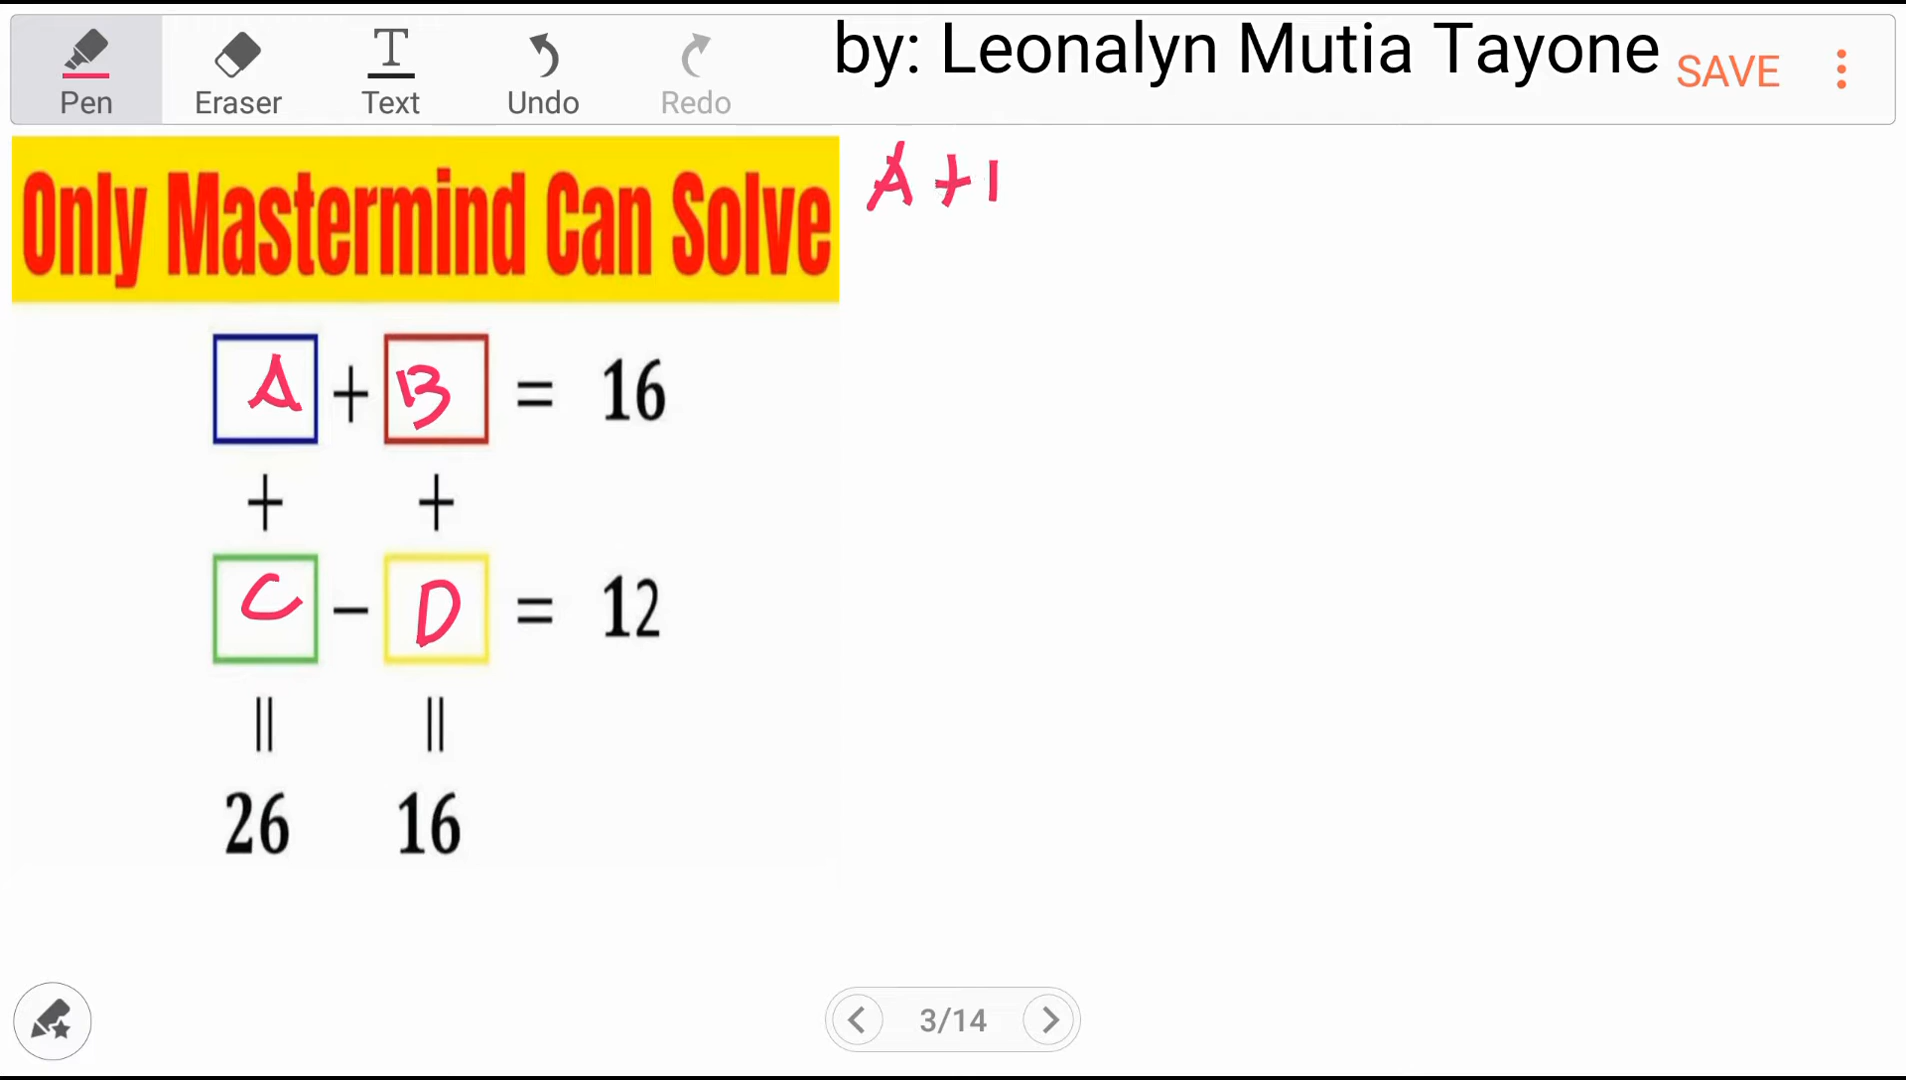 by: Leonalyn Mutia Tayone
SAVE
Pen
Eraser
Text
Undo
Redo
Only Mastermind Can Solve
A + 1
A + B = 16
+ +
C - D = 12
= =
26 16
3/14